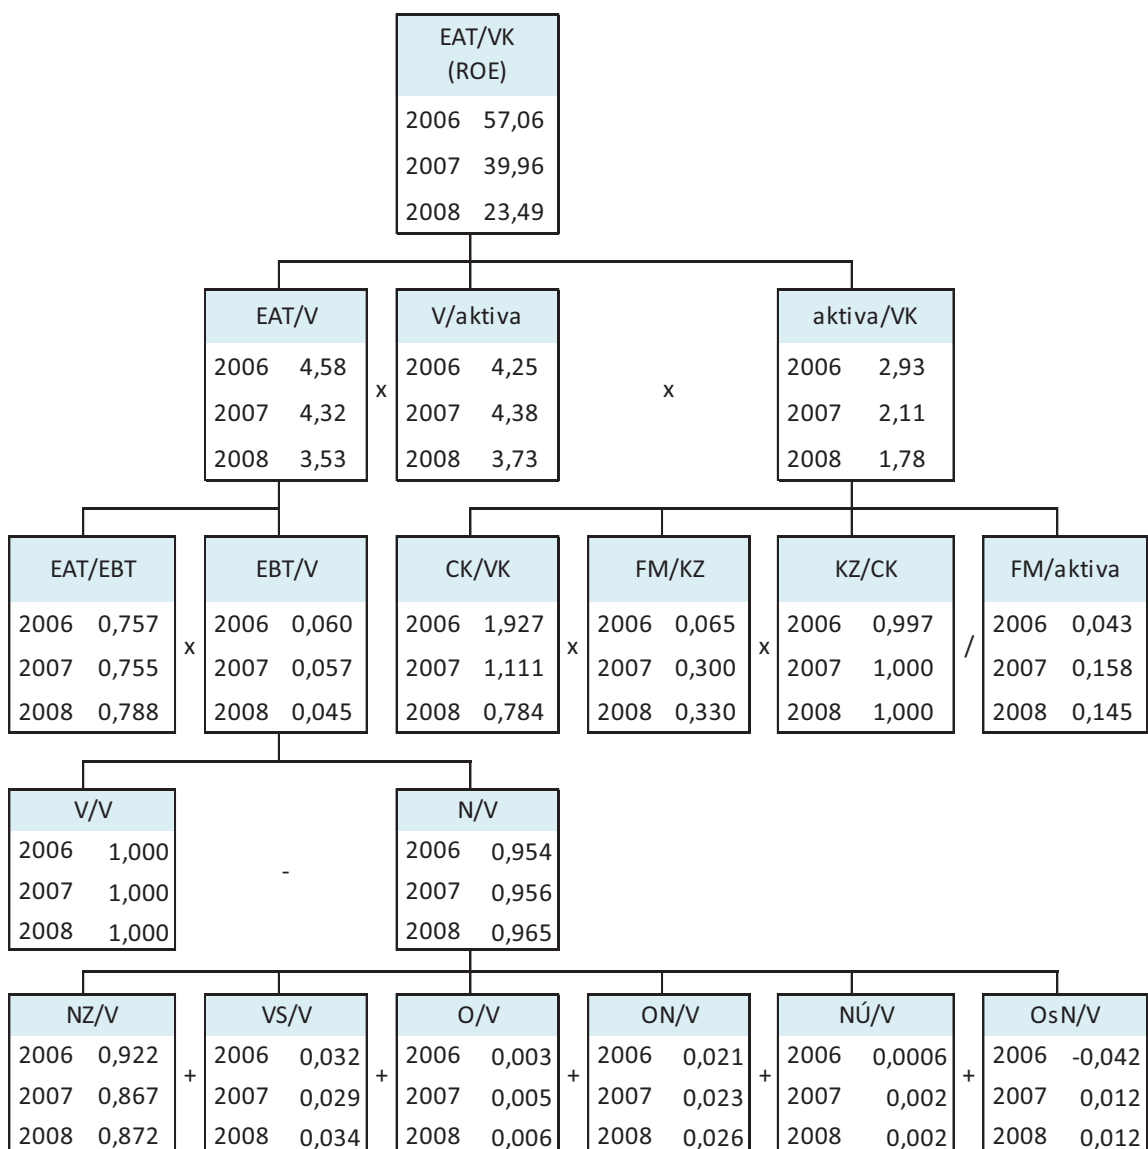 EAT/VK
(ROE)
2006 57,06
2007 39,96
2008 23,49
EAT/V V/aktiva aktiva/VK
2006 4,58 2006 4,25 2006 2,93
x x
2007 4,32 2007 4,38 2007 2,11
2008 3,53 2008 3,73 2008 1,78
EAT/EBT EBT/V CK/VK FM/KZ KZ/CK FM/aktiva
2006 0,757 2006 0,060 2006 1,927 2006 0,065 2006 0,997 2006 0,043
x x x /
2007 0,755 2007 0,057 2007 1,111 2007 0,300 2007 1,000 2007 0,158
2008 0,788 2008 0,045 2008 0,784 2008 0,330 2008 1,000 2008 0,145
V/V N/V
2006 1,000 2006 0,954
-
2007 1,000 2007 0,956
2008 1,000 2008 0,965
NZ/V VS/V O/V ON/V NÚ/V OsN/V
2006 0,922 2006 0,032 2006 0,003 2006 0,021 2006 0,0006 2006 -0,042
+ + + + +
2007 0,867 2007 0,029 2007 0,005 2007 0,023 2007 0,002 2007 0,012
2008 0,872 2008 0,034 2008 0,006 2008 0,026 2008 0,002 2008 0,012